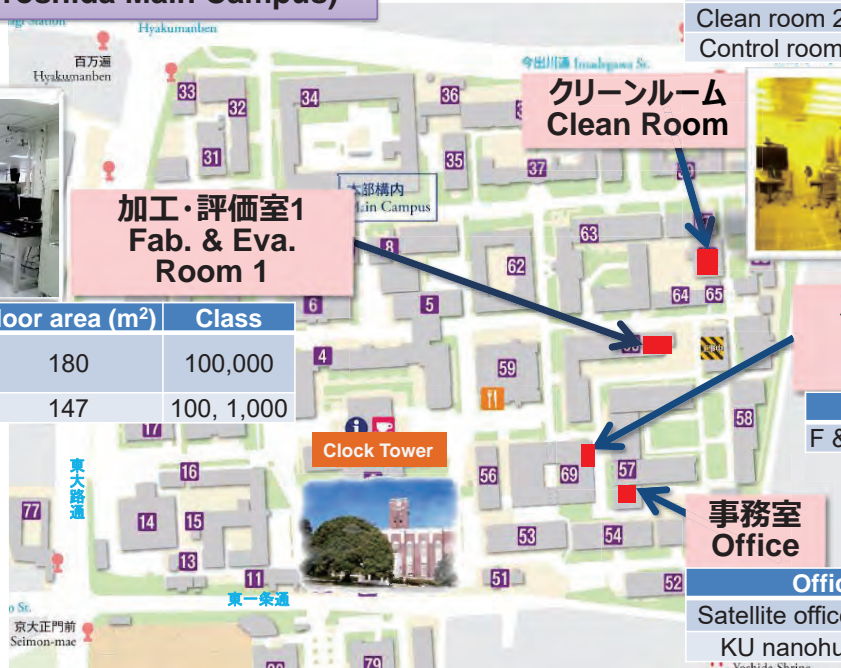 Yoshida Main Campus)
Hyakumanben
百万遍
Hyakumanben
今出川通 Imadegawa St.
Clean room 2
Control room
クリーンルーム
Clean Room
33
32
34
36
31
35
37
本部構内
Main Campus
加工・評価室1
Fab. & Eva.
Room 1
8
63
62
6
5
64
65
floor area (m²)
Class
180
100,000
147
100, 1,000
4
59
58
F &
17
Clock Tower
16
東大路通
56
69
57
77
14
15
事務室
Office
53
54
13
11
51
52
東一条通
Offic
Satellite office
KU nanohu
京大正門前
Seimon-mae
79
Yoshida Shrine